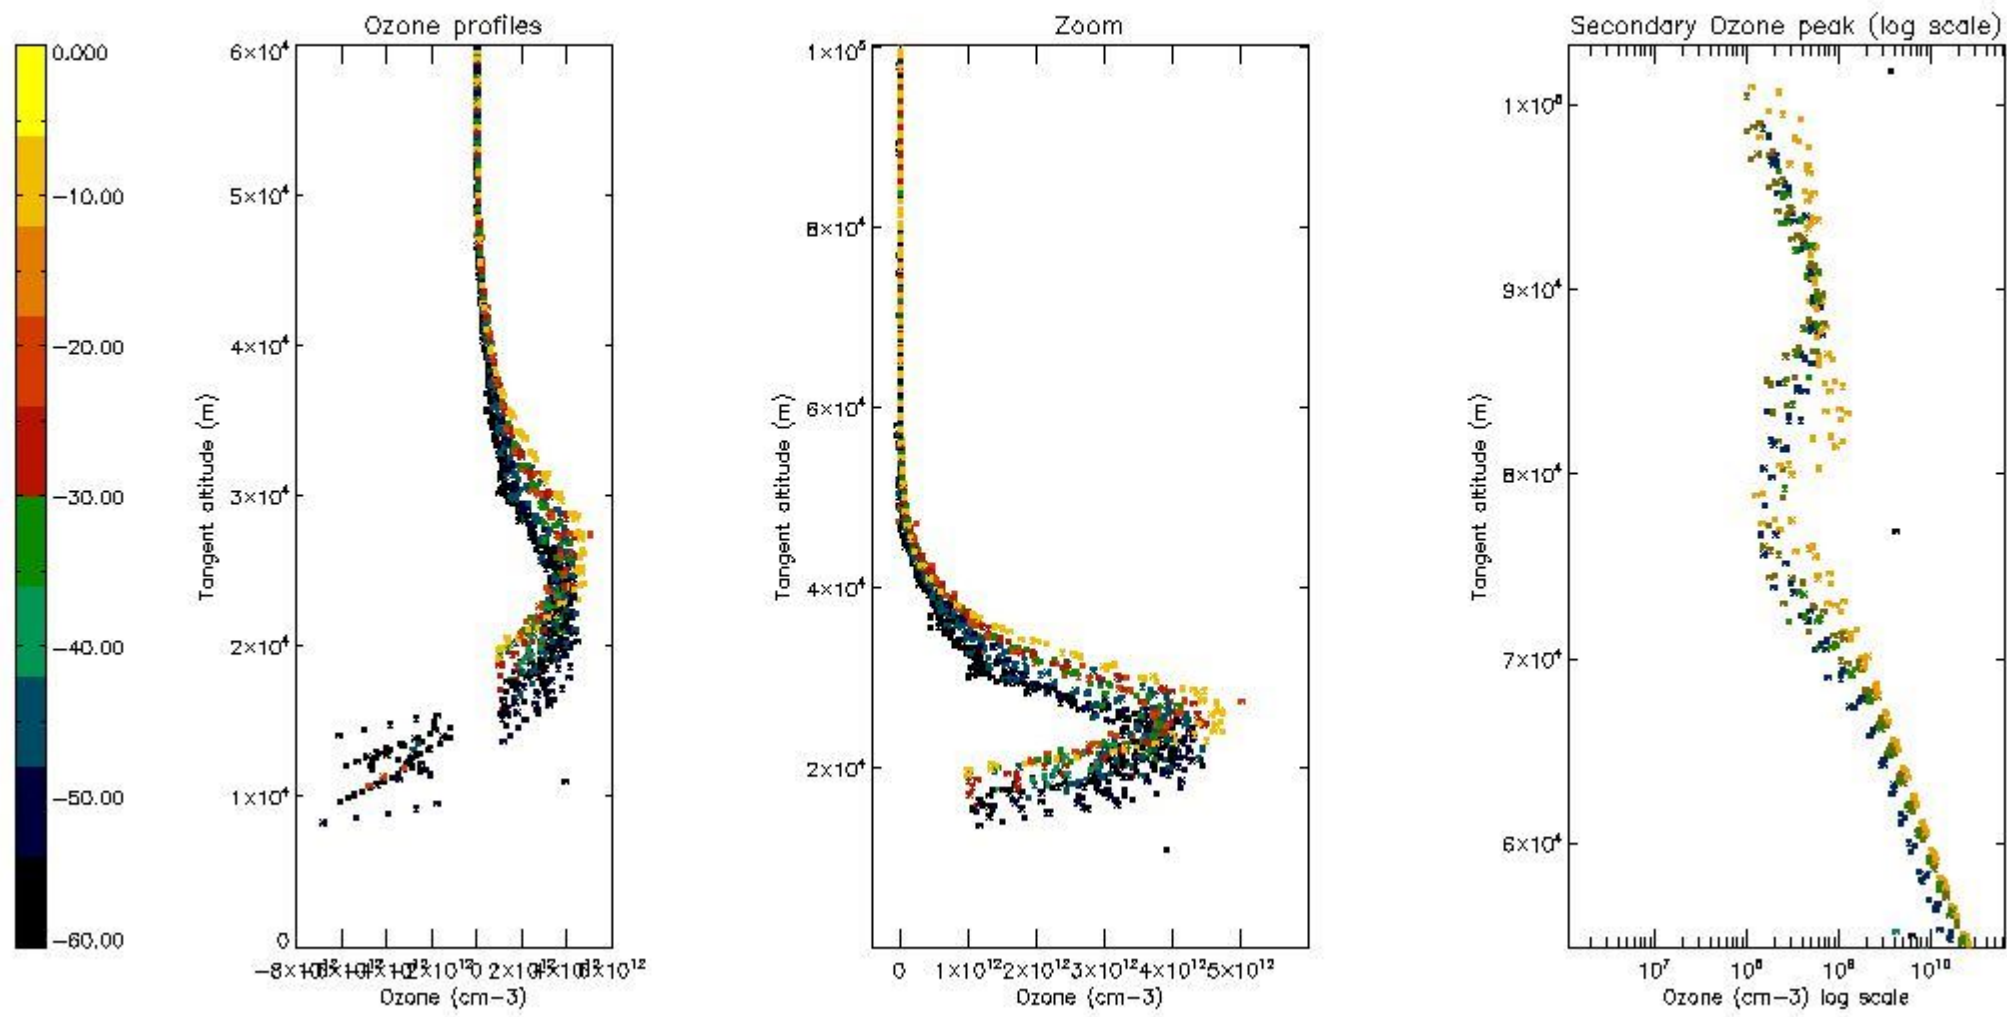 Ozone profiles
Zoom
Secondary Ozone peak (log scale)
0.000
-10.00
-20.00
-30.00
-40.00
-50.00
-60.00
6×10⁴
5×10⁴
4×10⁴
3×10⁴
2×10⁴
1×10⁴
0
Tangent altitude (m)
0
6×10¹²
Ozone (cm-3)
1×10⁵
8×10⁴
6×10⁴
4×10⁴
2×10⁴
Tangent altitude (m)
0 1×10¹² 2×10¹² 3×10¹² 4×10¹² 5×10¹²
Ozone (cm-3)
9×10⁴
8×10⁴
7×10⁴
6×10⁴
Tangent altitude (m)
10⁷ 10⁸ 10⁹ 10¹⁰
Ozone (cm-3) log scale